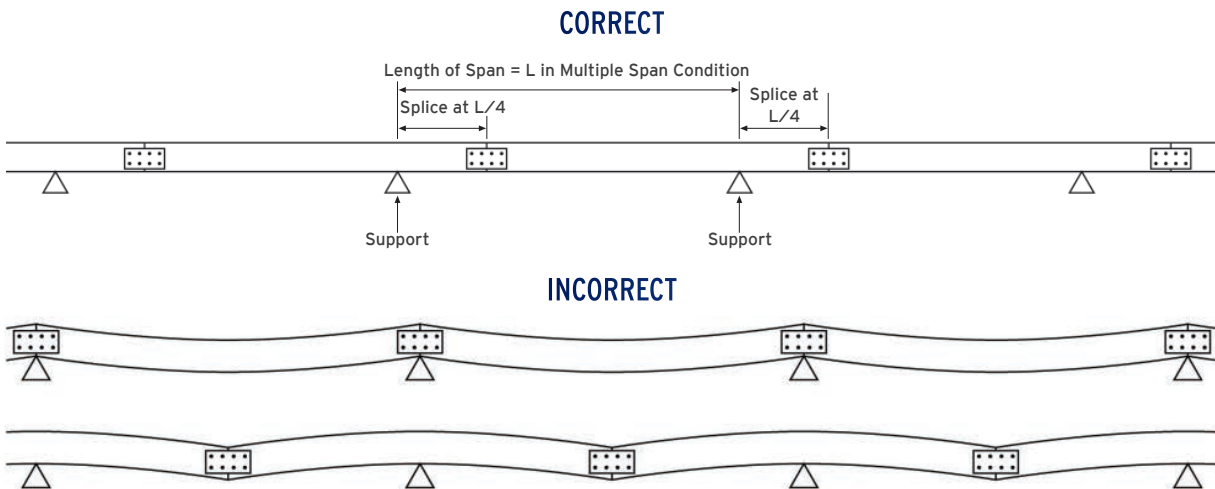 CORRECT
Length of Span = L in Multiple Span Condition
Splice at L/4
Splice at
L/4
Support
Support
INCORRECT